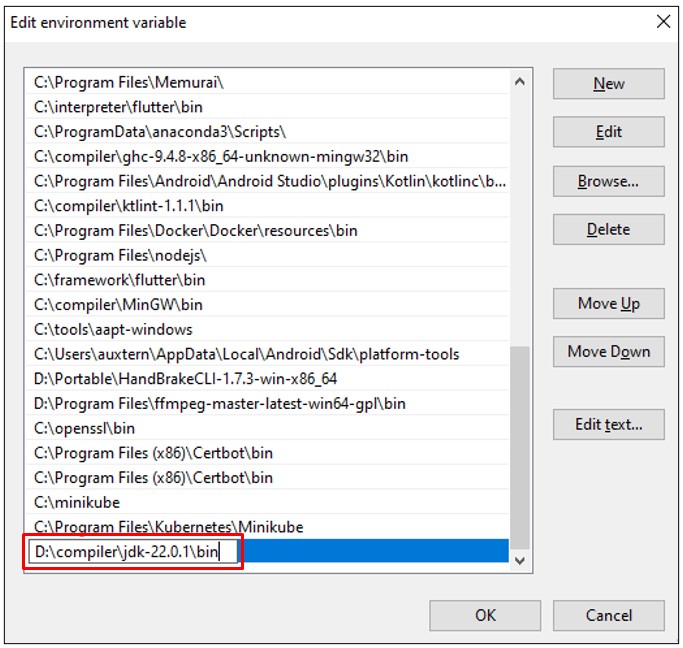 Edit environment variable
C:\Program Files\Memurai\
C:\interpreter\flutter\bin
C:\ProgramData\anaconda3\Scripts\
C:\compiler\ghc-9.4.8-x86_64-unknown-mingw32\bin
C:\Program Files\Android\Android Studio\plugins\Kotlin\kotlinc\b...
C:\compiler\ktlint-1.1.1\bin
C:\Program Files\Docker\Docker\resources\bin
C:\Program Files\nodejs\
C:\framework\flutter\bin
C:\compiler\MinGW\bin
C:\tools\aapt-windows
C:\Users\auxtern\AppData\Local\Android\Sdk\platform-tools
D:\Portable\HandBrakeCLI-1.7.3-win-x86_64
D:\Program Files\ffmpeg-master-latest-win64-gpl\bin
C:\openssl\bin
C:\Program Files (x86)\Certbot\bin
C:\Program Files (x86)\Certbot\bin
C:\minikube
C:\Program Files\Kubernetes\Minikube
D:\compiler\jdk-22.0.1\bin
New
Edit
Browse...
Delete
Move Up
Move Down
Edit text...
OK
Cancel